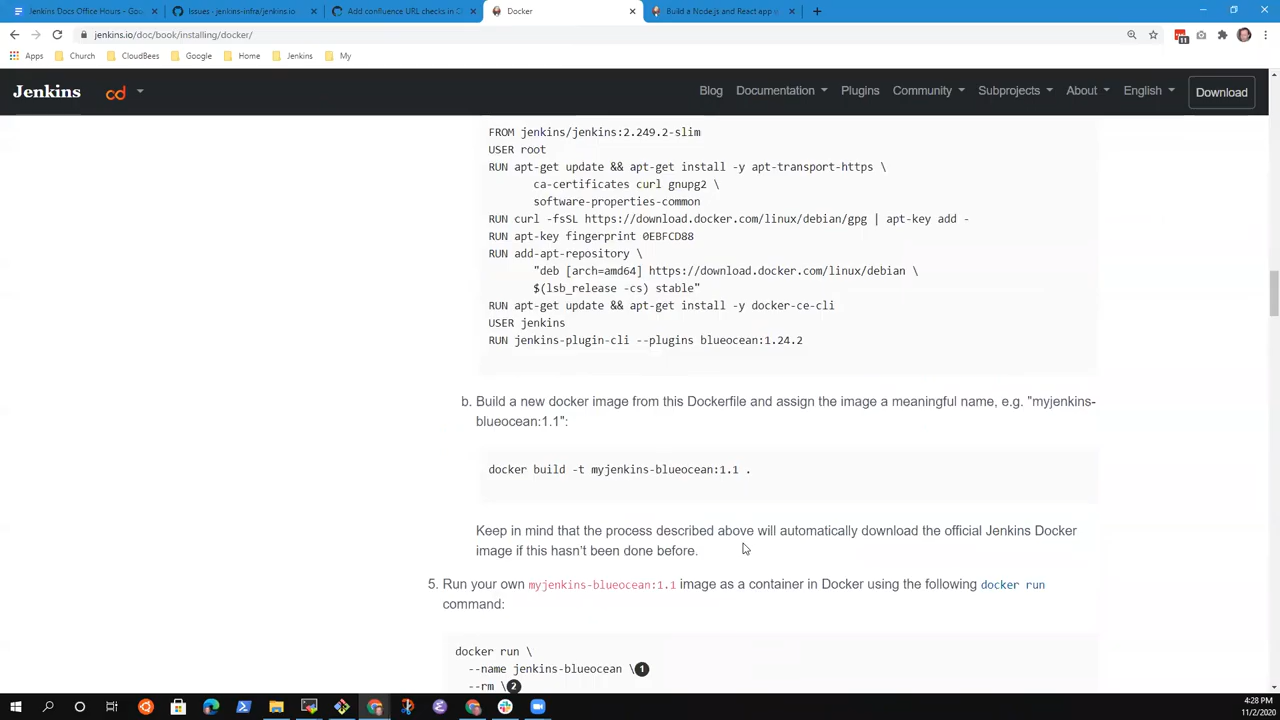 Jenkins Docs Office Hours - Gou
Issues · jenkins-infra/jenkins.io
Add confluence URL checks in C
Docker
Build a Node.js and React app w
jenkins.io/doc/book/installing/docker/
11
Apps
Church
CloudBees
Google
Home
Jenkins
My
Jenkins
cd
Blog
Documentation
Plugins
Community
Subprojects
About
English
Download
FROM jenkins/jenkins:2.249.2-slim
USER root
RUN apt-get update && apt-get install -y apt-transport-https \
ca-certificates curl gnupg2 \
software-properties-common
RUN curl -fsSL https://download.docker.com/linux/debian/gpg | apt-key add -
RUN apt-key fingerprint 0EBFCD88
RUN add-apt-repository \
"deb [arch=amd64] https://download.docker.com/linux/debian \
$(lsb_release -cs) stable"
RUN apt-get update && apt-get install -y docker-ce-cli
USER jenkins
RUN jenkins-plugin-cli --plugins blueocean:1.24.2
b. Build a new docker image from this Dockerfile and assign the image a meaningful name, e.g. "myjenkins-
blueocean:1.1":
docker build -t myjenkins-blueocean:1.1 .
Keep in mind that the process described above will automatically download the official Jenkins Docker
image if this hasn't been done before.
5. Run your own myjenkins-blueocean:1.1 image as a container in Docker using the following docker run
command:
docker run \
--name jenkins-blueocean \ 1
--rm \ 2
4:28 PM
11/2/2020